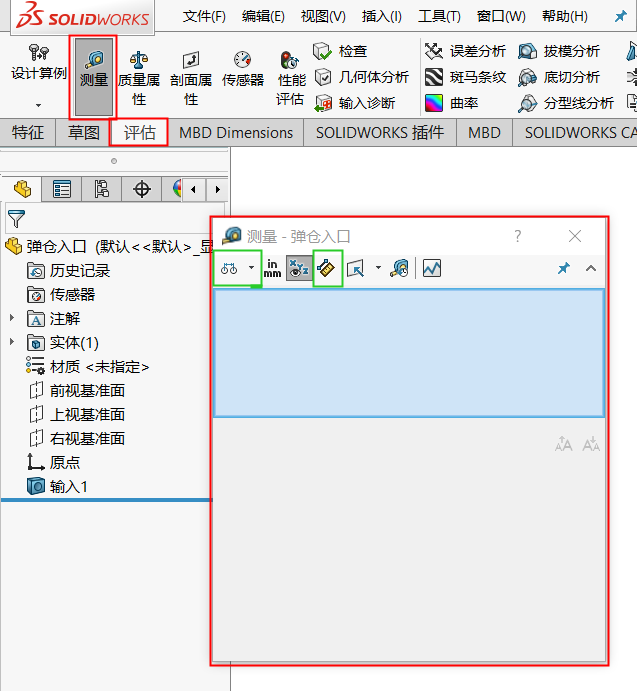 SOLIDWORKS 文件(F) 编辑(E) 视图(V) 插入(I) 工具(T) 窗口(W) 帮助(H)
设计算例
测量
质量属性
剖面属性
传感器
性能评估
检查
几何体分析
输入诊断
误差分析
斑马条纹
曲率
拔模分析
底切分析
分型线分析
特征 草图 评估 MBD Dimensions SOLIDWORKS 插件 MBD SOLIDWORKS CA
弹仓入口 (默认<<默认>_显
历史记录
传感器
注解
实体(1)
材质 <未指定>
前视基准面
上视基准面
右视基准面
原点
输入1
测量 - 弹仓入口 ?
in
mm
XYZ
AA AA